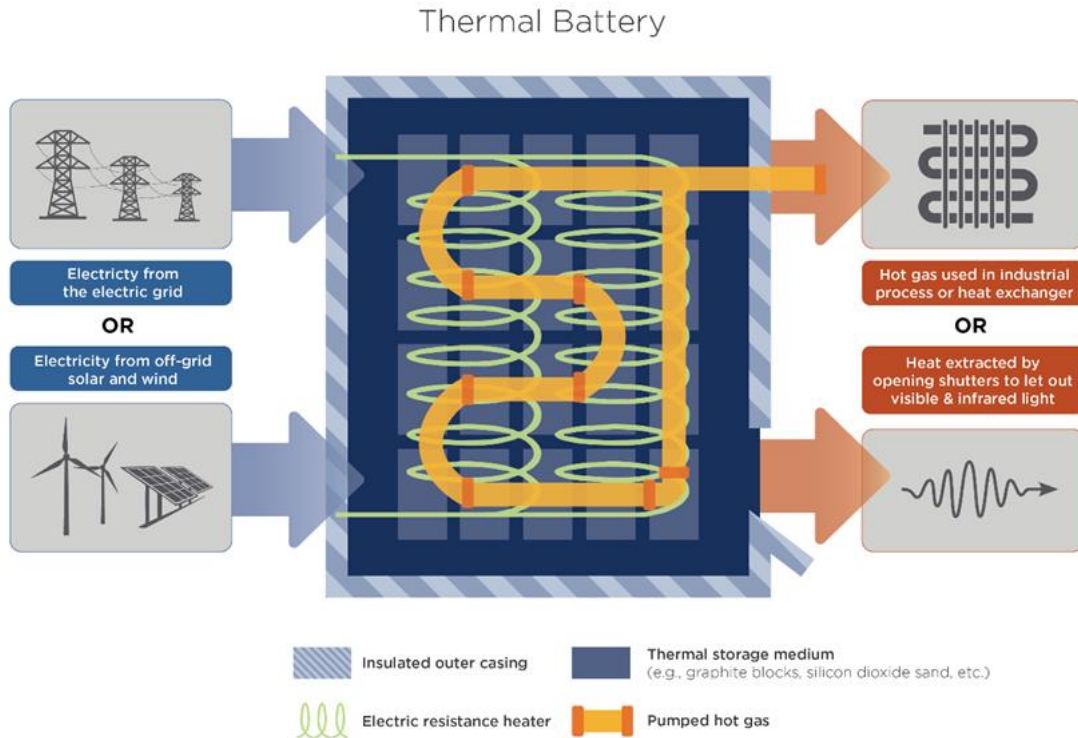 Thermal Battery
Electricty from
the electric grid
OR
Electricity from off-grid
solar and wind
Hot gas used in industrial
process or heat exchanger
OR
Heat extracted by
opening shutters to let out
visible & infrared light
Insulated outer casing
Thermal storage medium
(e.g., graphite blocks, silicon dioxide sand, etc.)
Electric resistance heater
Pumped hot gas